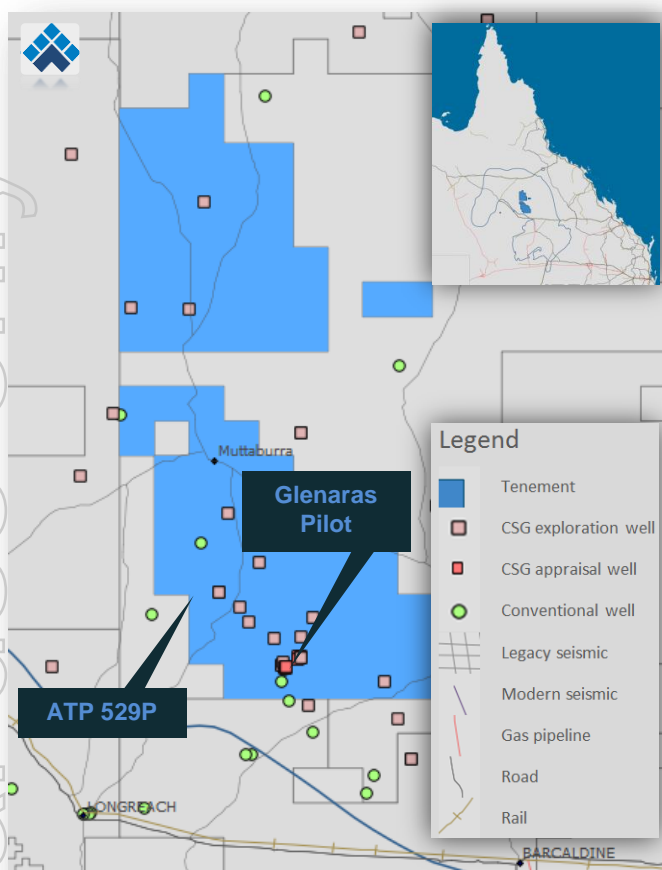 Muttaburra
Glenaras
Pilot
ATP 529P
LONGREACH
BARCALDINE
Legend
Tenement
CSG exploration well
CSG appraisal well
Conventional well
Legacy seismic
Modern seismic
Gas pipeline
Road
Rail